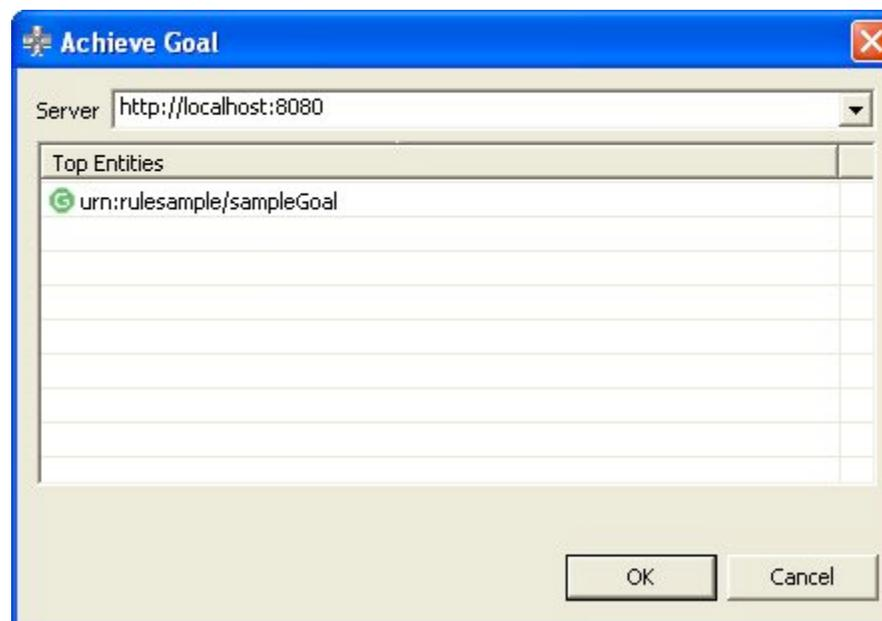 Achieve Goal
Server http://localhost:8080
Top Entities
G urn:rulesample/sampleGoal
OK Cancel